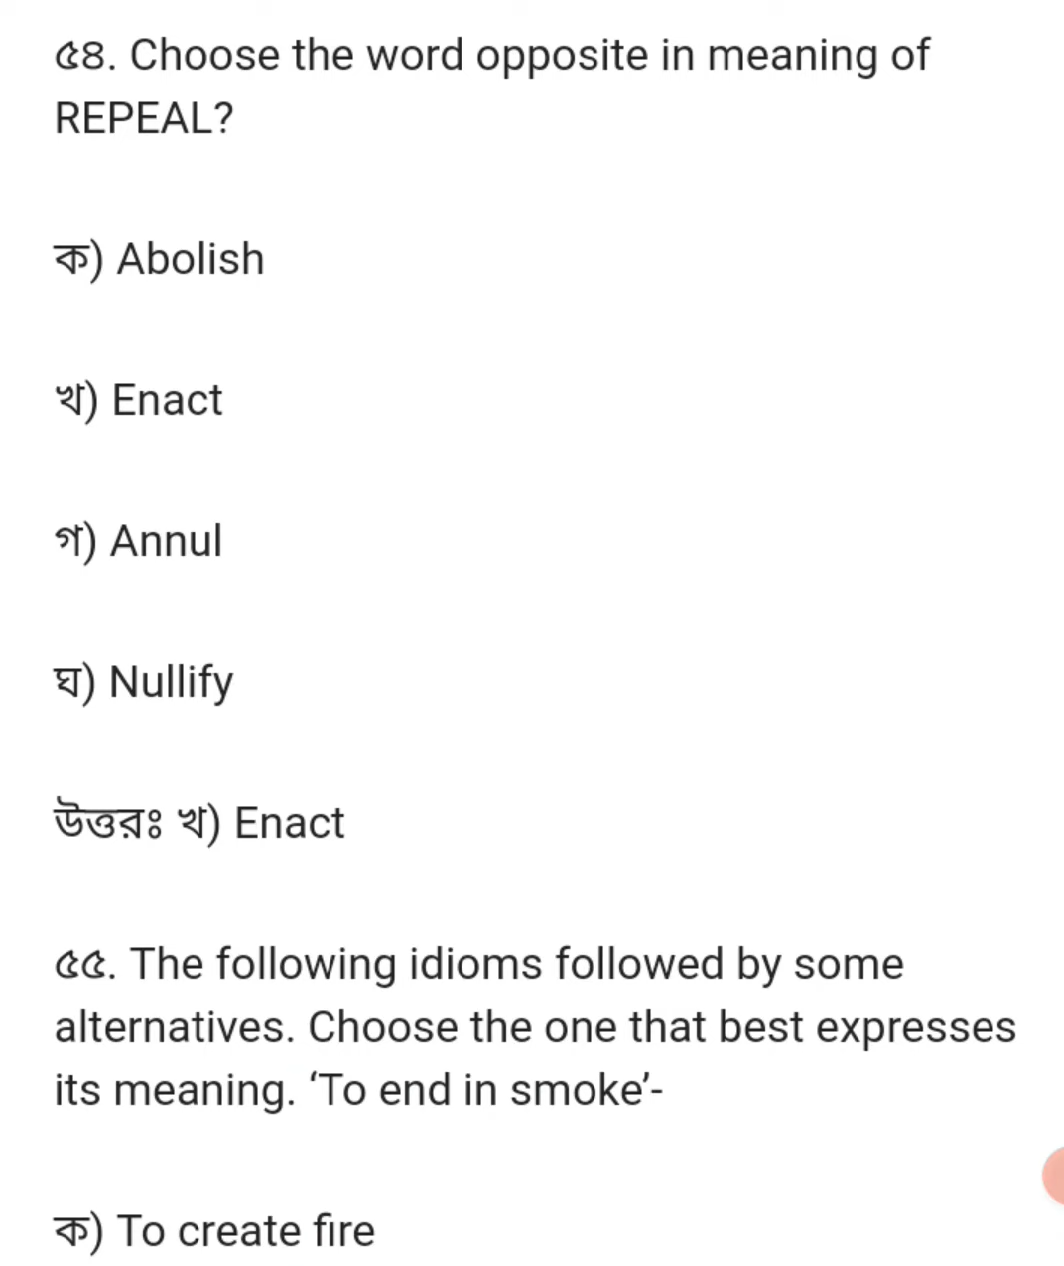 ৫৪. Choose the word opposite in meaning of
REPEAL?
ক) Abolish
খ) Enact
গ) Annul
ঘ) Nullify
উত্তরঃ খ) Enact
৫৫. The following idioms followed by some
alternatives. Choose the one that best expresses
its meaning. ‘To end in smoke’-
ক) To create fire